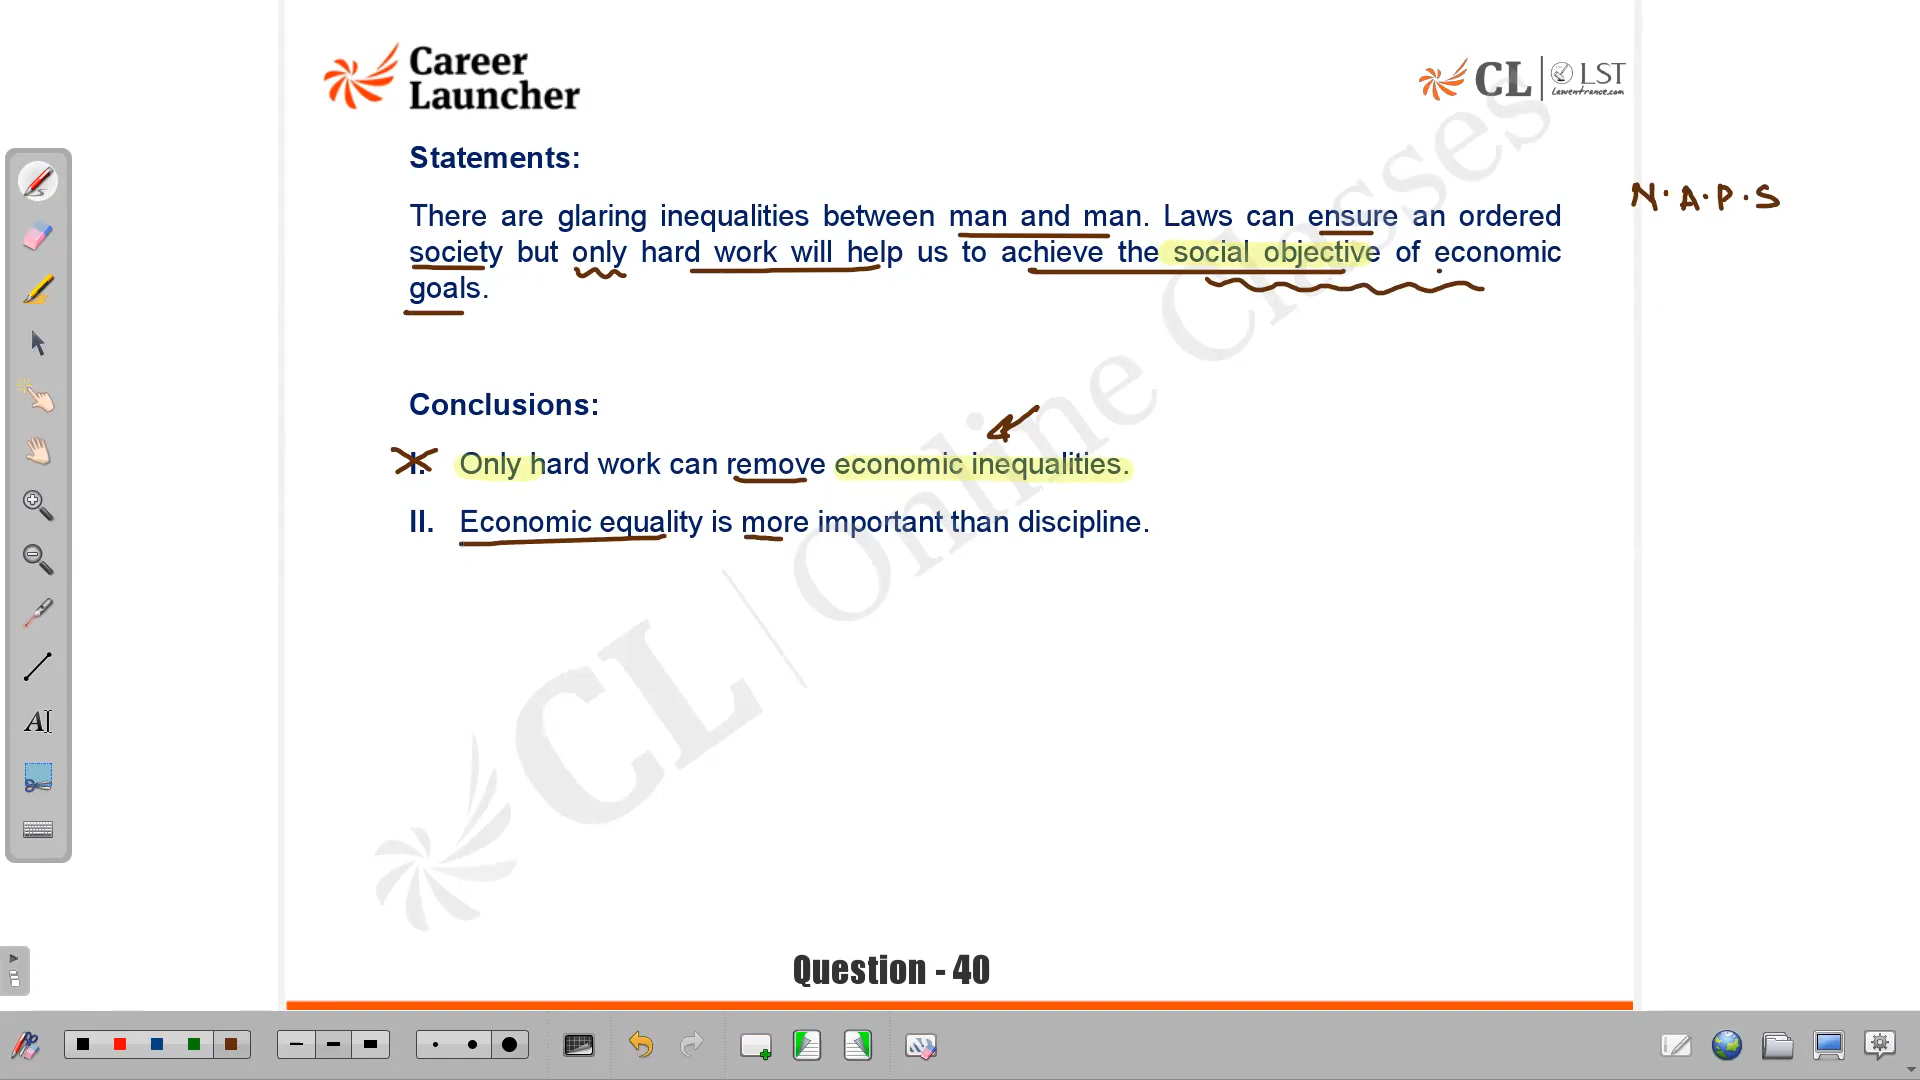 Career
Launcher
CL LST
Lawentrance.com
Statements:
N.A.P.S
There are glaring inequalities between man and man. Laws can ensure an ordered
society but only hard work will help us to achieve the social objective of economic
goals.
Conclusions:
I. Only hard work can remove economic inequalities.
II. Economic equality is more important than discipline.
CL Online Classes
Question - 40